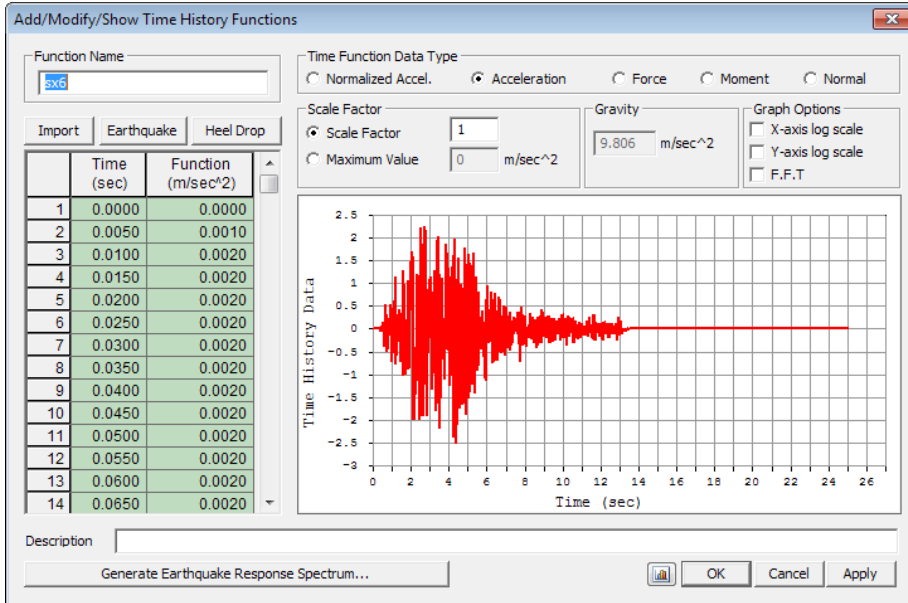 Add/Modify/Show Time History Functions
Function Name
sx6
Import Earthquake Heel Drop
Time Function Data Type
Normalized Accel. Acceleration Force Moment Normal
Scale Factor
Scale Factor 1
Maximum Value 0 m/sec^2
Gravity
9.806 m/sec^2
Graph Options
X-axis log scale
Y-axis log scale
F.F.T
Time (sec) Function (m/sec^2)
1 0.0000 0.0000
2 0.0050 0.0010
3 0.0100 0.0020
4 0.0150 0.0020
5 0.0200 0.0020
6 0.0250 0.0020
7 0.0300 0.0020
8 0.0350 0.0020
9 0.0400 0.0020
10 0.0450 0.0020
11 0.0500 0.0020
12 0.0550 0.0020
13 0.0600 0.0020
14 0.0650 0.0020
Time History Data
2.5
2
1.5
1
0.5
0
-0.5
-1
-1.5
-2
-2.5
-3
0 2 4 6 8 10 12 14 16 18 20 22 24 26
Time (sec)
Description
Generate Earthquake Response Spectrum... OK Cancel Apply